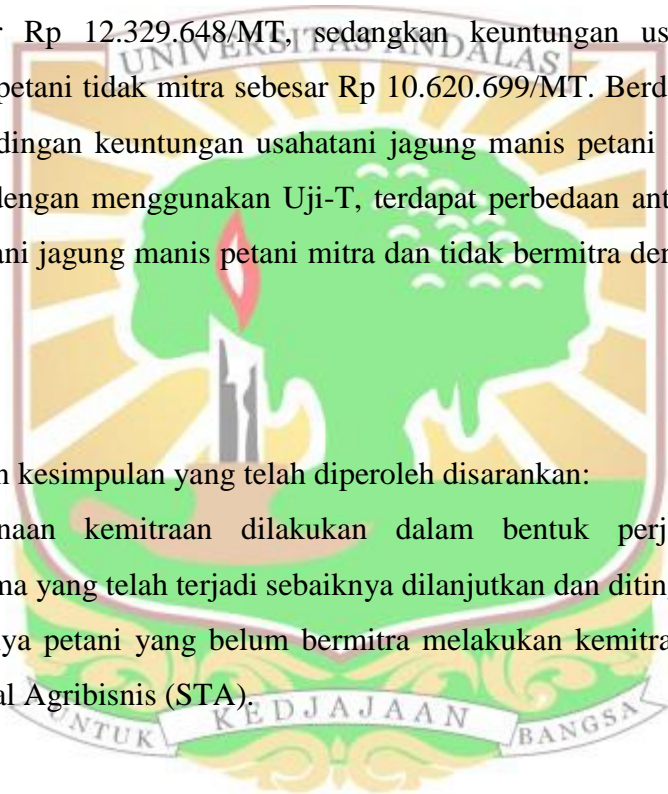 r Rp 12.329.648/MT, sedangkan keuntungan us
UNIVERSITAS ANDALAS
petani tidak mitra sebesar Rp 10.620.699/MT. Berd
dingan keuntungan usahatani jagung manis petani
dengan menggunakan Uji-T, terdapat perbedaan ant
ani jagung manis petani mitra dan tidak bermitra den
n kesimpulan yang telah diperoleh disarankan:
naan kemitraan dilakukan dalam bentuk perj
ma yang telah terjadi sebaiknya dilanjutkan dan diting
ya petani yang belum bermitra melakukan kemitra
al Agribisnis (STA).
UNTUK KEDJAJAAN BANGSA